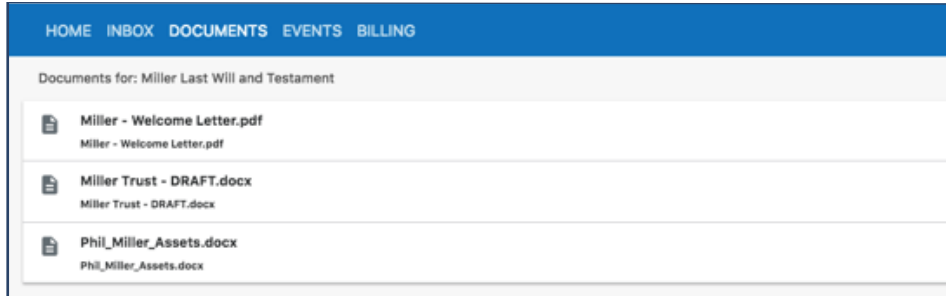 HOME INBOX DOCUMENTS EVENTS BILLING
Documents for: Miller Last Will and Testament
Miller - Welcome Letter.pdf
Miller - Welcome Letter.pdf
Miller Trust - DRAFT.docx
Miller Trust - DRAFT.docx
Phil_Miller_Assets.docx
Phil_Miller_Assets.docx